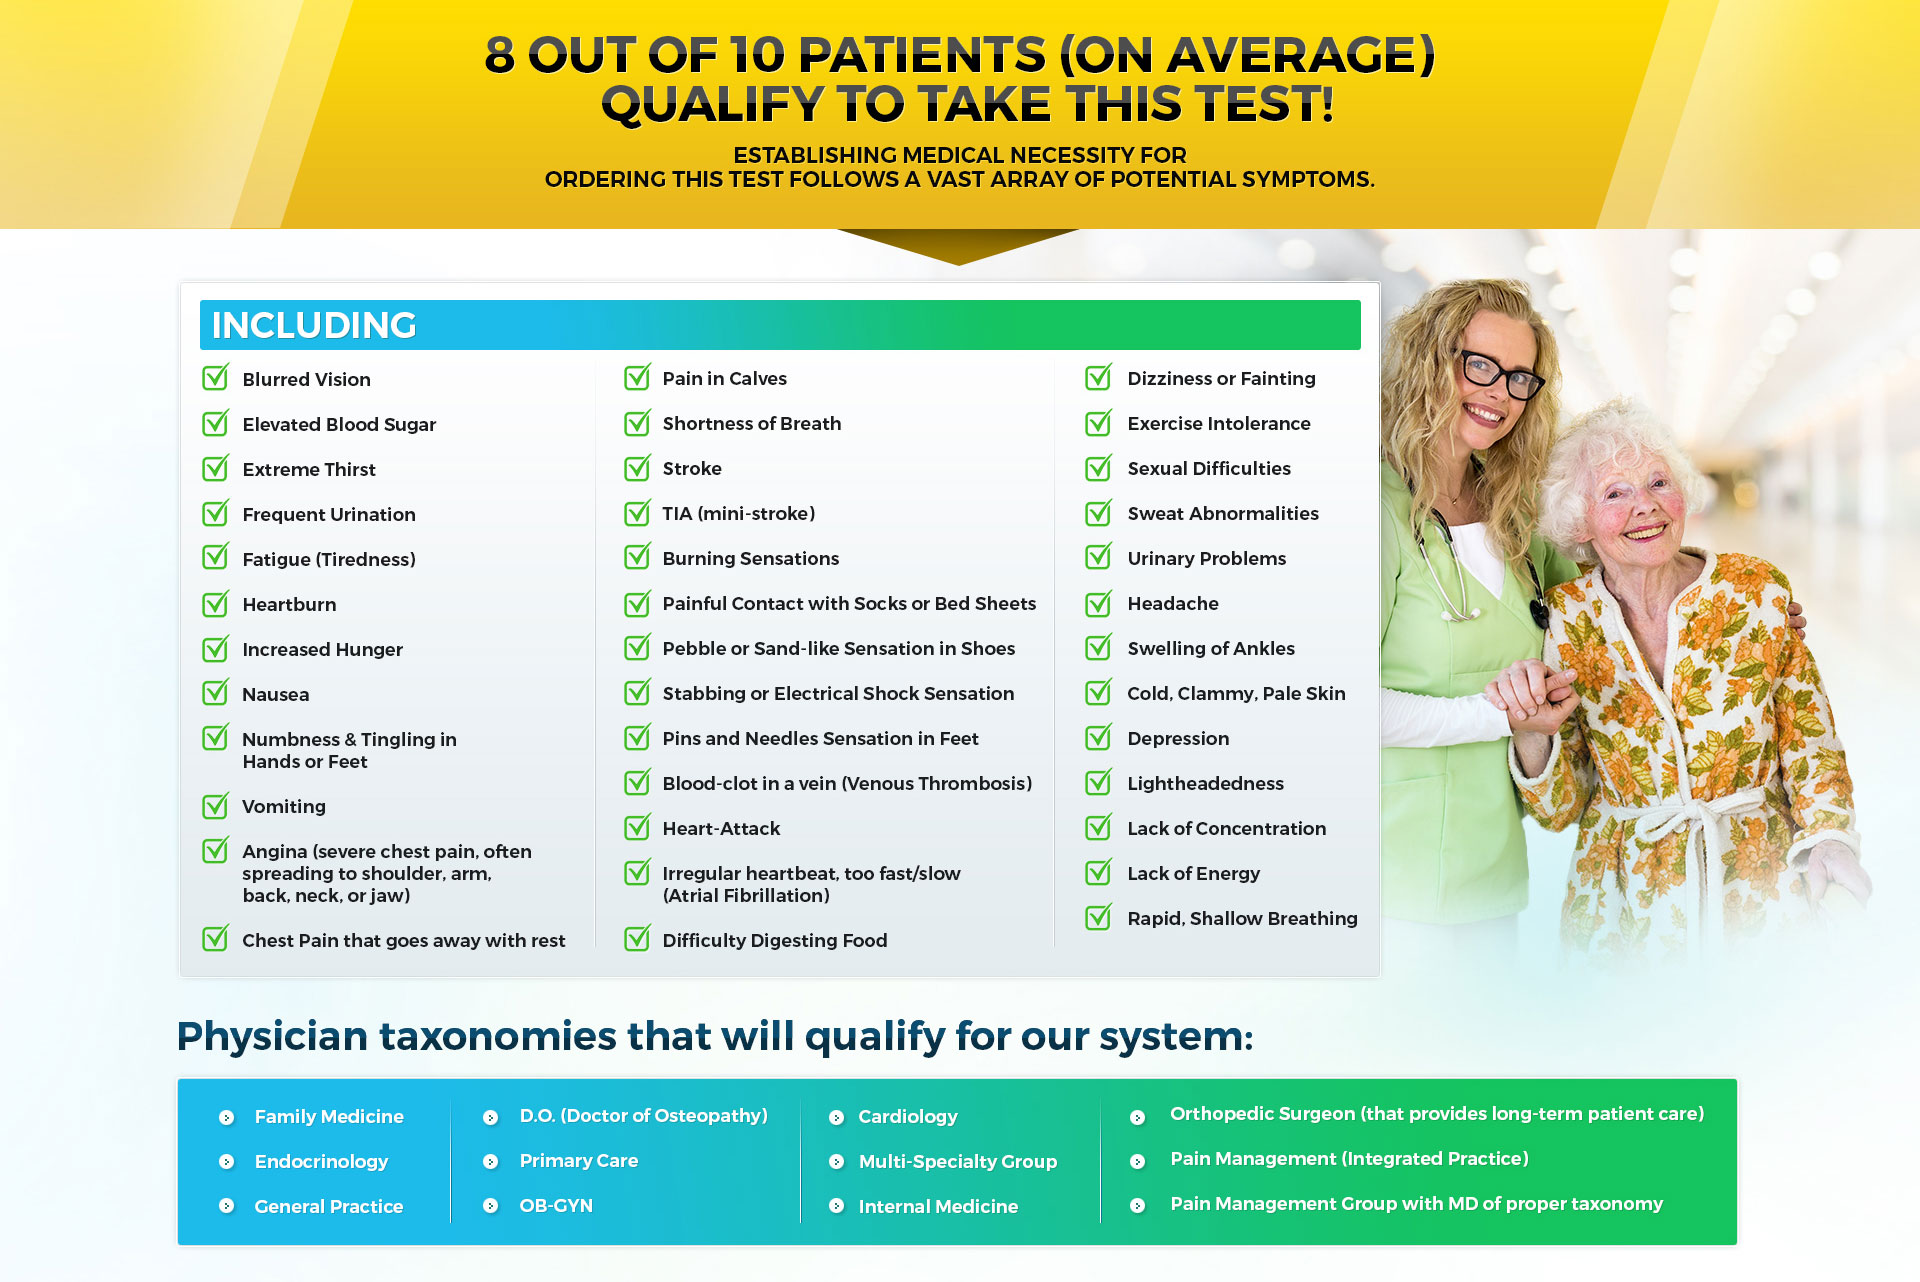 8 OUT OF 10 PATIENTS (ON AVERAGE)
QUALIFY TO TAKE THIS TEST!
ESTABLISHING MEDICAL NECESSITY FOR
ORDERING THIS TEST FOLLOWS A VAST ARRAY OF POTENTIAL SYMPTOMS.
INCLUDING
Blurred Vision
Elevated Blood Sugar
Extreme Thirst
Frequent Urination
Fatigue (Tiredness)
Heartburn
Increased Hunger
Nausea
Numbness & Tingling in
Hands or Feet
Vomiting
Angina (severe chest pain, often
spreading to shoulder, arm,
back, neck, or jaw)
Chest Pain that goes away with rest
Pain in Calves
Shortness of Breath
Stroke
TIA (mini-stroke)
Burning Sensations
Painful Contact with Socks or Bed Sheets
Pebble or Sand-like Sensation in Shoes
Stabbing or Electrical Shock Sensation
Pins and Needles Sensation in Feet
Blood-clot in a vein (Venous Thrombosis)
Heart-Attack
Irregular heartbeat, too fast/slow
(Atrial Fibrillation)
Difficulty Digesting Food
Dizziness or Fainting
Exercise Intolerance
Sexual Difficulties
Sweat Abnormalities
Urinary Problems
Headache
Swelling of Ankles
Cold, Clammy, Pale Skin
Depression
Lightheadedness
Lack of Concentration
Lack of Energy
Rapid, Shallow Breathing
Physician taxonomies that will qualify for our system:
Family Medicine
Endocrinology
General Practice
D.O. (Doctor of Osteopathy)
Primary Care
OB-GYN
Cardiology
Multi-Specialty Group
Internal Medicine
Orthopedic Surgeon (that provides long-term patient care)
Pain Management (Integrated Practice)
Pain Management Group with MD of proper taxonomy